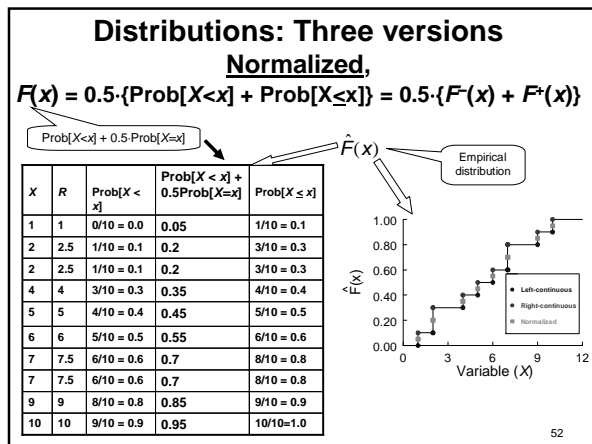 Distributions: Three versions
Normalized,
F(x) = 0.5·{Prob[X<x] + Prob[X≤x]} = 0.5·{F⁻(x) + F⁺(x)}
Prob[X<x] + 0.5·Prob[X=x]
F̂(x)
Empirical
distribution
X R Prob[X < x] Prob[X < x] + 0.5Prob[X=x] Prob[X ≤ x]
1 1 0/10 = 0.0 0.05 1/10 = 0.1
2 2.5 1/10 = 0.1 0.2 3/10 = 0.3
2 2.5 1/10 = 0.1 0.2 3/10 = 0.3
4 4 3/10 = 0.3 0.35 4/10 = 0.4
5 5 4/10 = 0.4 0.45 5/10 = 0.5
6 6 5/10 = 0.5 0.55 6/10 = 0.6
7 7.5 6/10 = 0.6 0.7 8/10 = 0.8
7 7.5 6/10 = 0.6 0.7 8/10 = 0.8
9 9 8/10 = 0.8 0.85 9/10 = 0.9
10 10 9/10 = 0.9 0.95 10/10=1.0
F̂(x)
1.00
0.80
0.60
0.40
0.20
0.00
Left-continuous
Right-continuous
Normalized
0 3 6 9 12
Variable (X)
52